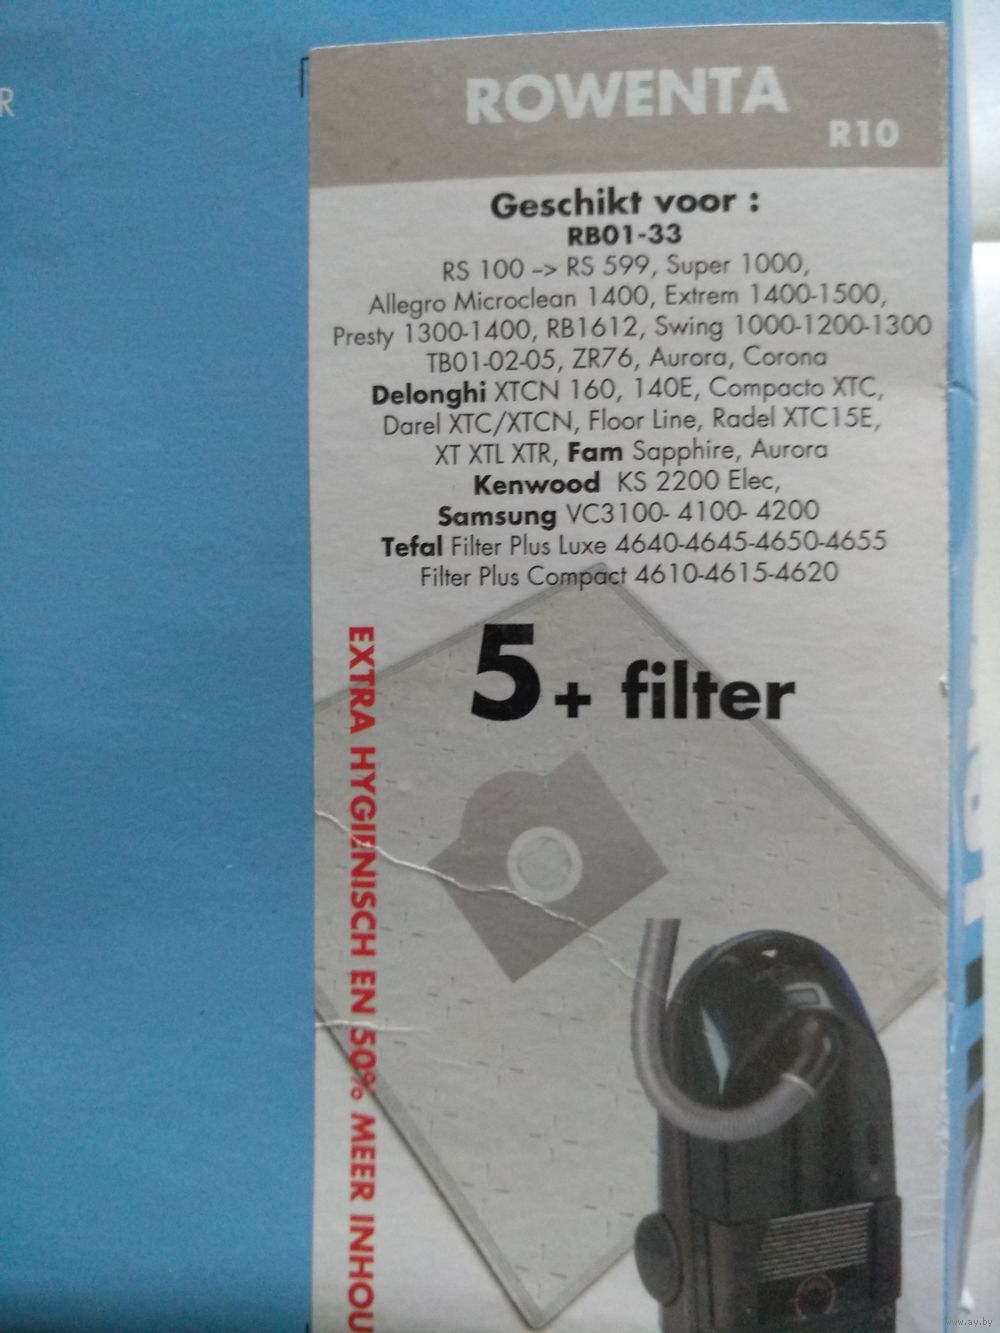 R
ROWENTA
R10
Geschikt voor :
RB01-33
RS 100 -> RS 599, Super 1000,
Allegro Microclean 1400, Extrem 1400-1500,
Presty 1300-1400, RB1612, Swing 1000-1200-1300
TB01-02-05, ZR76, Aurora, Corona
Delonghi XTCN 160, 140E, Compacto XTC,
Darel XTC/XTCN, Floor Line, Radel XTC15E,
XT XTL XTR, Fam Sapphire, Aurora
Kenwood KS 2200 Elec,
Samsung VC3100- 4100- 4200
Tefal Filter Plus Luxe 4640-4645-4650-4655
Filter Plus Compact 4610-4615-4620
5 + filter
EXTRA HYGIENISCH EN 50% MEER INHOU
www.ay.by